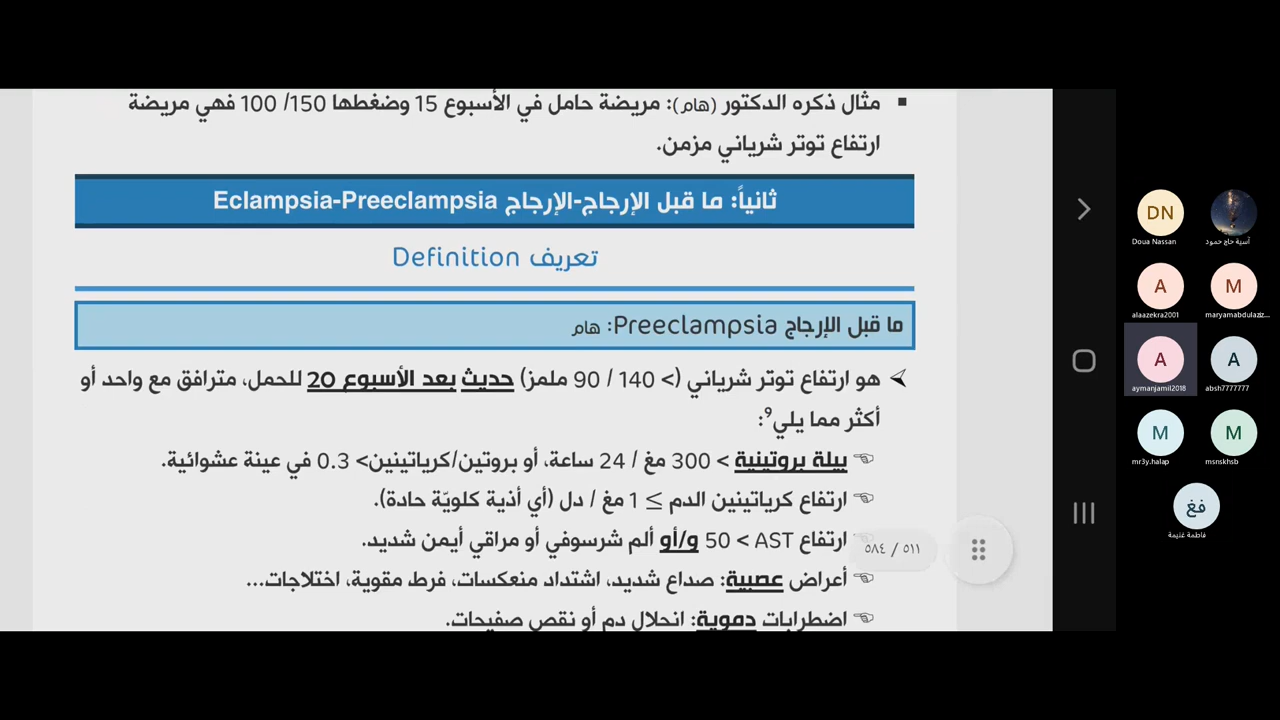 ▪ مثال ذكره الدكتور (هام): مريضة حامل في الأسبوع 15 وضغطها 150/ 100 فهي مريضة
ارتفاع توتر شرياني مزمن.
ثانياً: ما قبل الإرجاج-الإرجاج Eclampsia-Preeclampsia
تعريف Definition
ما قبل الإرجاج Preeclampsia: هام
هو ارتفاع توتر شرياني (> 140 / 90 ملمز) حديث بعد الأسبوع 20 للحمل، مترافق مع واحد أو
أكثر مما يلي⁹:
بيلة بروتينية > 300 مغ / 24 ساعة، أو بروتين/كرياتينين> 0.3 في عينة عشوائية.
ارتفاع كرياتينين الدم ≥ 1 مغ / دل (أي أذية كلويّة حادة).
ارتفاع AST > 50 و/أو ألم شرسوفي أو مراقي أيمن شديد.
أعراض عصبية: صداع شديد، اشتداد منعكسات، فرط مقوية، اختلاجات...
اضطرابات دموية: انحلال دم أو نقص صفيحات.
٥١١ / ٥٨٤
DN
Doua Nassan
آسية حاج حمود
A
alaazekra2001
M
maryamabdulaziz...
A
aymanjamil2018
A
absh7777777
M
mr3y.halap
M
msnskhsb
فغ
فاطمة غنيمة